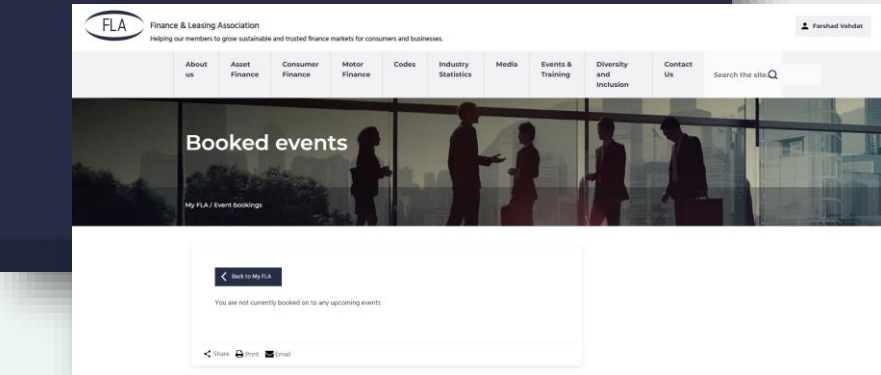 FLA
Finance & Leasing Association
Helping our members to grow sustainable and trusted finance markets for consumers and businesses.
Farshad Vahdat
About us
Asset Finance
Consumer Finance
Motor Finance
Codes
Industry Statistics
Media
Events & Training
Diversity and Inclusion
Contact Us
Search the site
Booked events
My FLA / Event bookings
Back to My FLA
You are not currently booked on to any upcoming events
Share Print Email